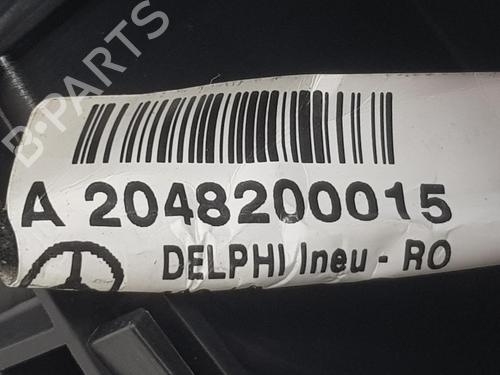 B-PARTS
A 2048200015
DELPHI Ineu - RO